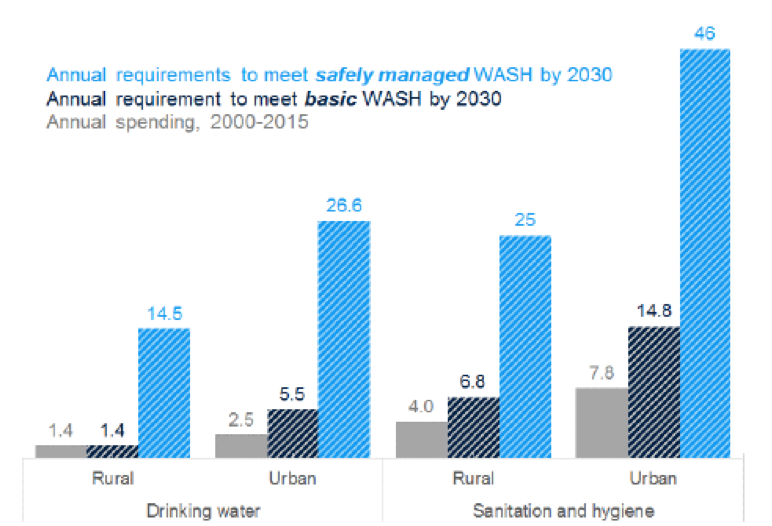 46
Annual requirements to meet safely managed WASH by 2030
Annual requirement to meet basic WASH by 2030
Annual spending, 2000-2015
26.6
25
14.5
14.8
7.8
6.8
5.5
4.0
2.5
1.4 1.4
Rural Urban Rural Urban
Drinking water Sanitation and hygiene